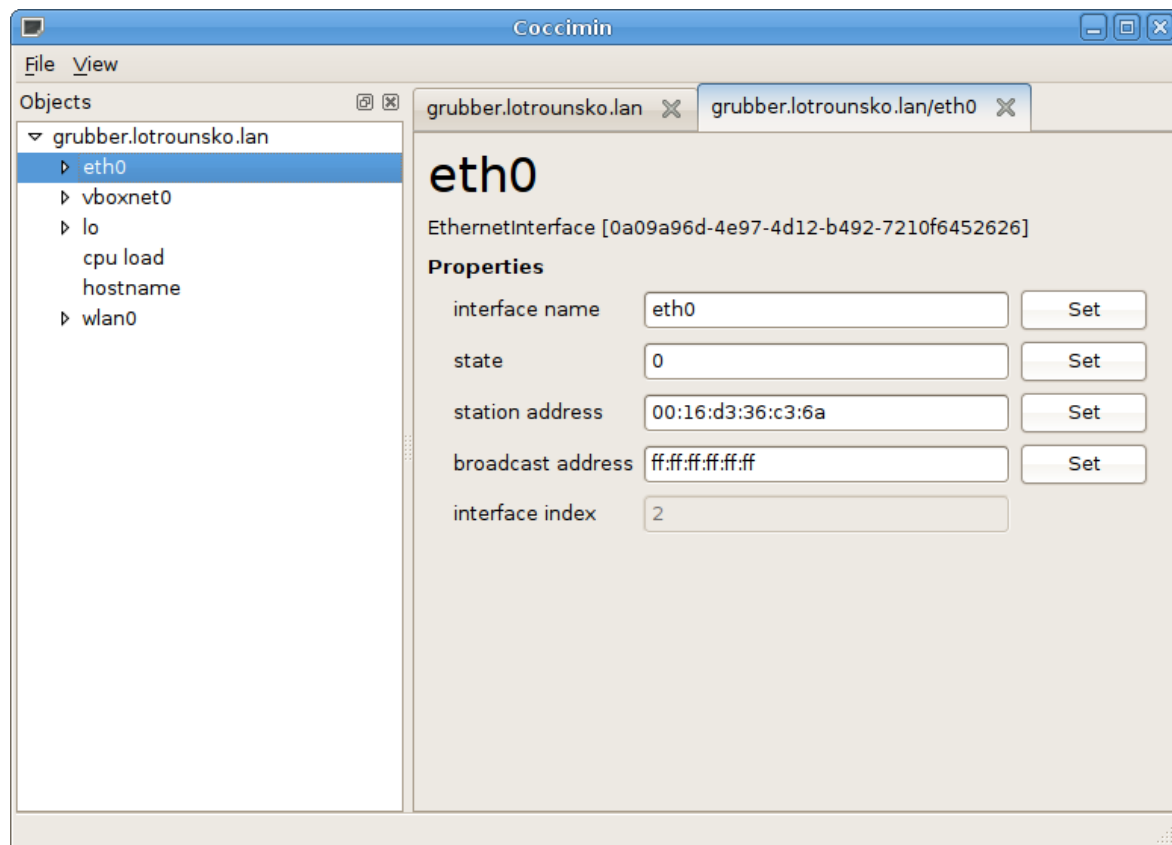 Coccimin
File View
Objects
grubber.lotrounsko.lan
eth0
vboxnet0
lo
cpu load
hostname
wlan0
grubber.lotrounsko.lan
grubber.lotrounsko.lan/eth0
eth0
EthernetInterface [0a09a96d-4e97-4d12-b492-7210f6452626]
Properties
interface name eth0 Set
state 0 Set
station address 00:16:d3:36:c3:6a Set
broadcast address ff:ff:ff:ff:ff:ff Set
interface index 2